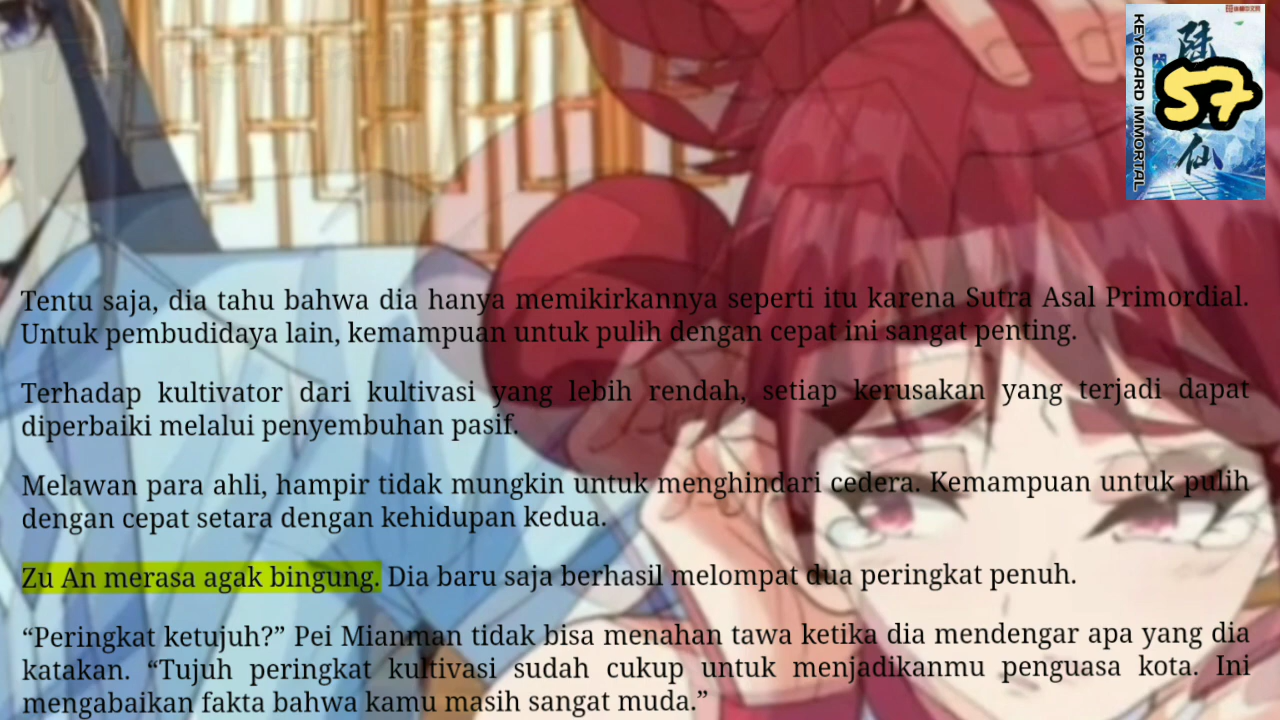 KEYBOARD IMMORTAL
陆
57
仙
Tentu saja, dia tahu bahwa dia hanya memikirkannya seperti itu karena Sutra Asal Primordial.
Untuk pembudidaya lain, kemampuan untuk pulih dengan cepat ini sangat penting.
Terhadap kultivator dari kultivasi yang lebih rendah, setiap kerusakan yang terjadi dapat
diperbaiki melalui penyembuhan pasif.
Melawan para ahli, hampir tidak mungkin untuk menghindari cedera. Kemampuan untuk pulih
dengan cepat setara dengan kehidupan kedua.
Zu An merasa agak bingung. Dia baru saja berhasil melompat dua peringkat penuh.
“Peringkat ketujuh?” Pei Mianman tidak bisa menahan tawa ketika dia mendengar apa yang dia
katakan. “Tujuh peringkat kultivasi sudah cukup untuk menjadikanmu penguasa kota. Ini
mengabaikan fakta bahwa kamu masih sangat muda.”